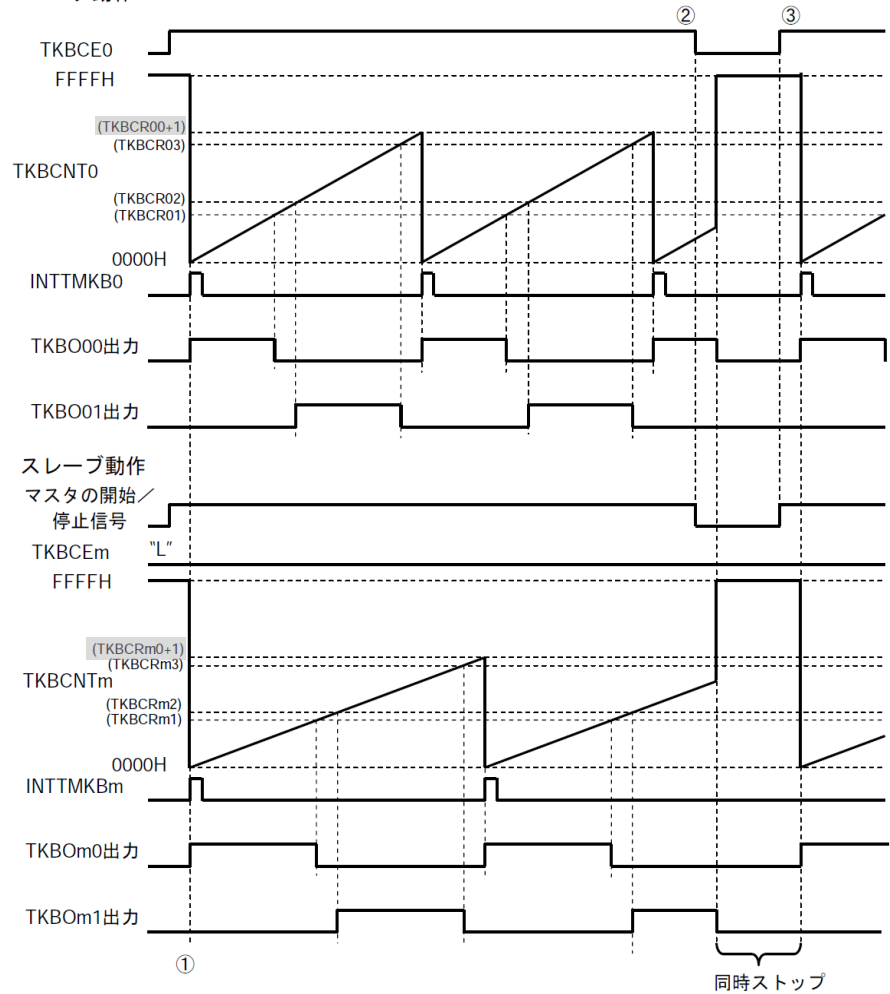 ②
③
TKBCE0
FFFFH
(TKBCR00+1)
(TKBCR03)
TKBCNT0
(TKBCR02)
(TKBCR01)
0000H
INTTMKB0
TKBO00出力
TKBO01出力
スレーブ動作
マスタの開始／
停止信号
TKBCEm
“L”
FFFFH
(TKBCRm0+1)
(TKBCRm3)
TKBCNTm
(TKBCRm2)
(TKBCRm1)
0000H
INTTMKBm
TKBOm0出力
TKBOm1出力
①
同時ストップ